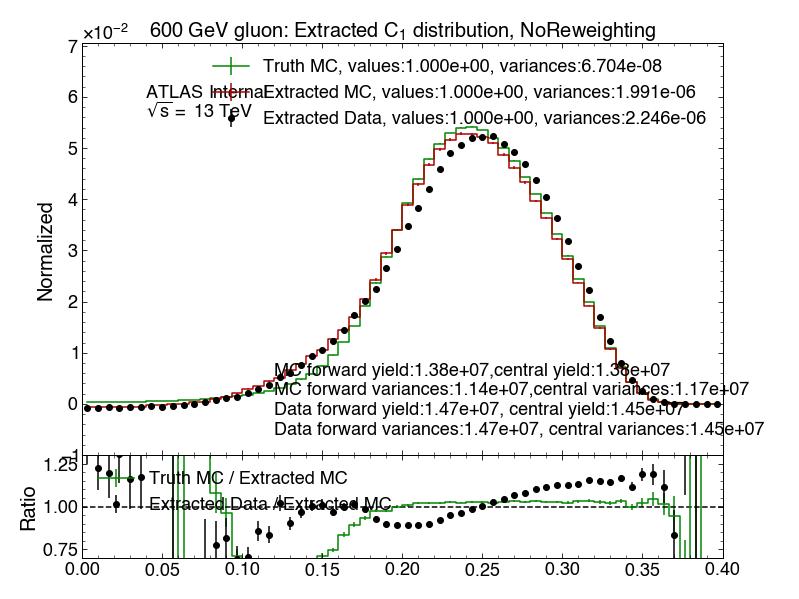 ×10⁻²
600 GeV gluon: Extracted C₁ distribution, NoReweighting
7
Truth MC, values:1.000e+00, variances:6.704e-08
ATLAS Internal
Extracted MC, values:1.000e+00, variances:1.991e-06
√s = 13 TeV
Extracted Data, values:1.000e+00, variances:2.246e-06
6
5
4
3
2
1
0
−1
Normalized
MC forward yield:1.38e+07,central yield:1.38e+07
MC forward variances:1.14e+07,central variances:1.17e+07
Data forward yield:1.47e+07, central yield:1.45e+07
Data forward variances:1.47e+07, central variances:1.45e+07
1.25
1.00
0.75
Ratio
Truth MC / Extracted MC
Extracted Data / Extracted MC
0.00 0.05 0.10 0.15 0.20 0.25 0.30 0.35 0.40